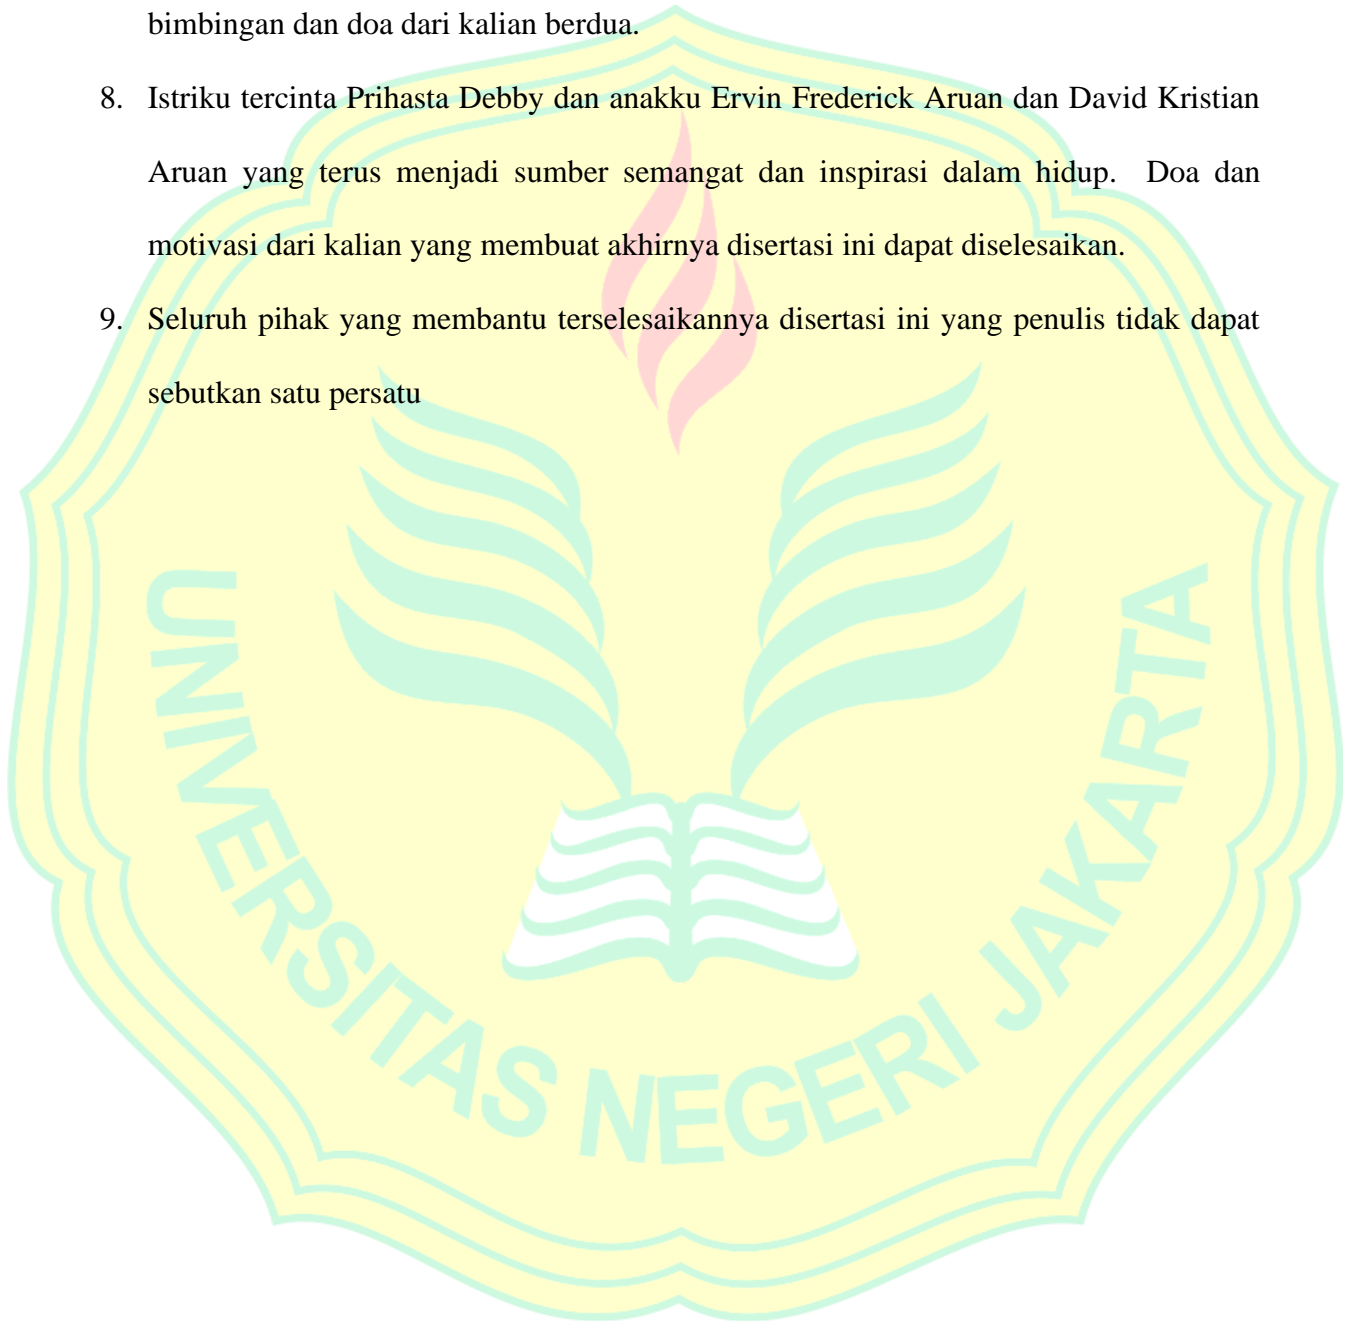 bimbingan dan doa dari kalian berdua.
8. Istriku tercinta Prihasta Debby dan anakku Ervin Frederick Aruan dan David Kristian
Aruan yang terus menjadi sumber semangat dan inspirasi dalam hidup. Doa dan
motivasi dari kalian yang membuat akhirnya disertasi ini dapat diselesaikan.
9. Seluruh pihak yang membantu terselesaikannya disertasi ini yang penulis tidak dapat
sebutkan satu persatu
UNIVERSITAS NEGERI JAKARTA